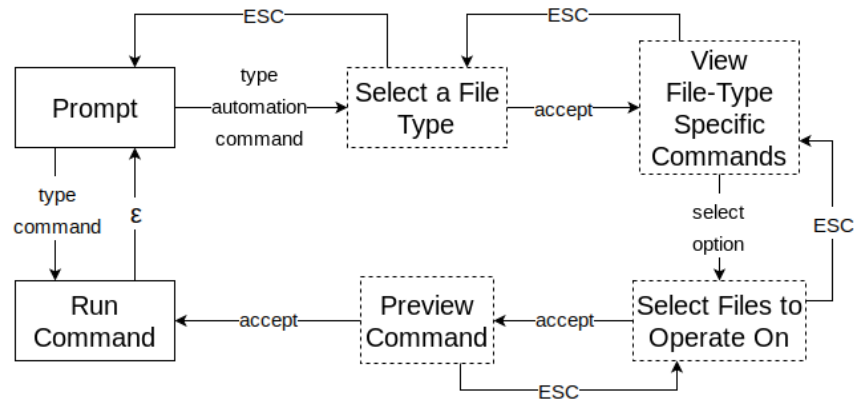 ESC
ESC
Prompt
type
automation
command
Select a File
Type
accept
View
File-Type
Specific
Commands
type
command
ε
select
option
ESC
Run
Command
accept
Preview
Command
accept
Select Files to
Operate On
ESC